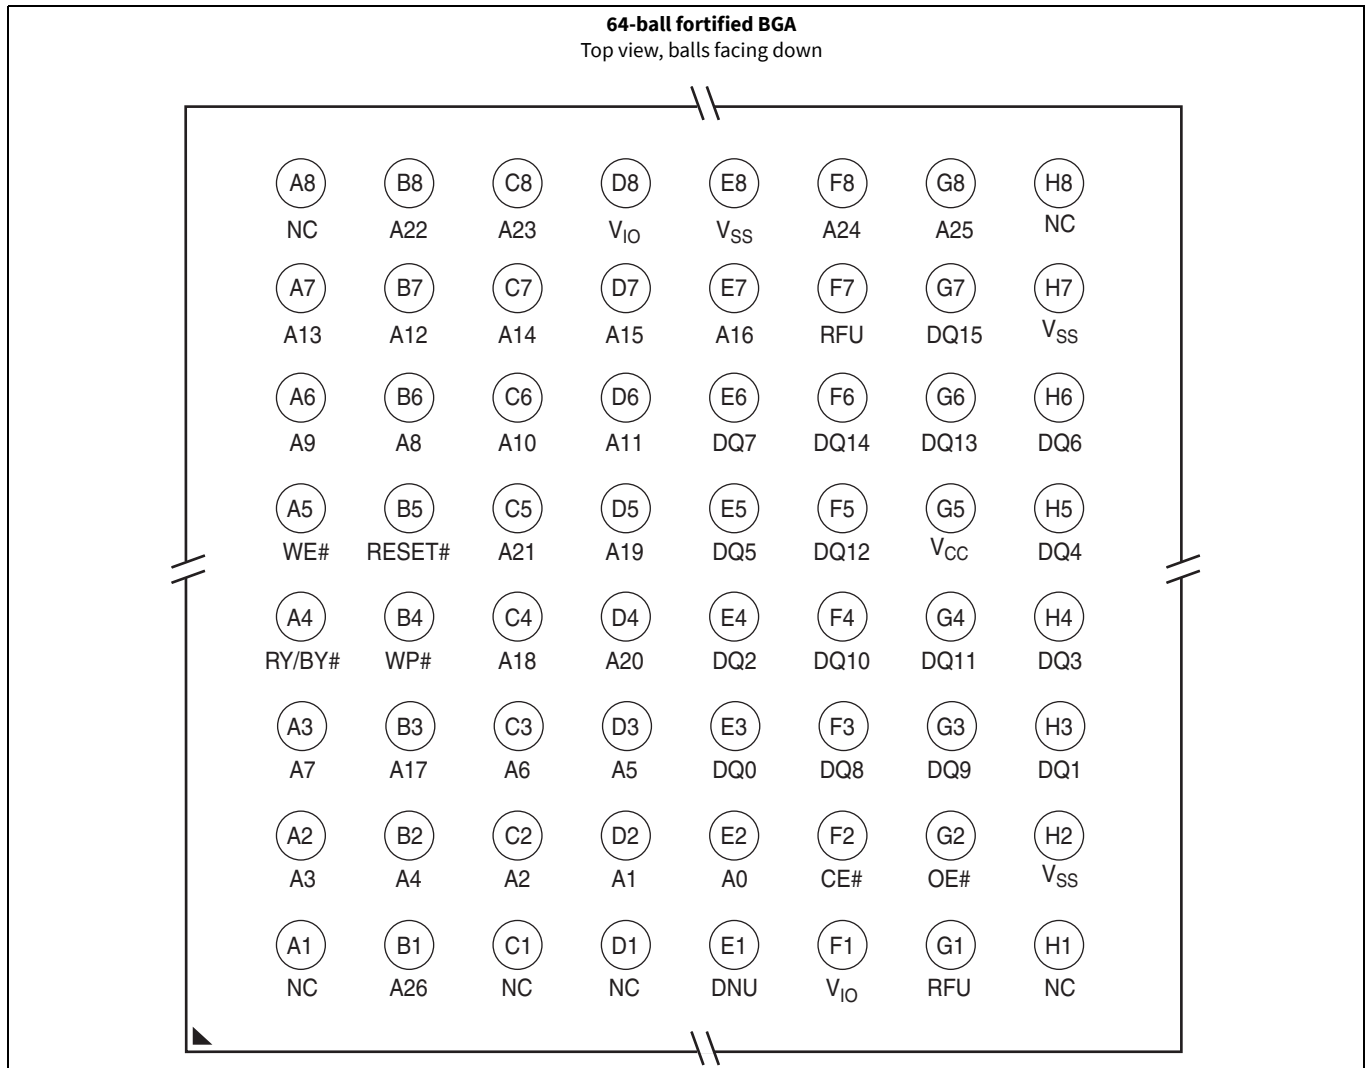 64-ball fortified BGA
Top view, balls facing down
A8 B8 C8 D8 E8 F8 G8 H8
NC A22 A23 VIO VSS A24 A25 NC
A7 B7 C7 D7 E7 F7 G7 H7
A13 A12 A14 A15 A16 RFU DQ15 VSS
A6 B6 C6 D6 E6 F6 G6 H6
A9 A8 A10 A11 DQ7 DQ14 DQ13 DQ6
A5 B5 C5 D5 E5 F5 G5 H5
WE# RESET# A21 A19 DQ5 DQ12 VCC DQ4
A4 B4 C4 D4 E4 F4 G4 H4
RY/BY# WP# A18 A20 DQ2 DQ10 DQ11 DQ3
A3 B3 C3 D3 E3 F3 G3 H3
A7 A17 A6 A5 DQ0 DQ8 DQ9 DQ1
A2 B2 C2 D2 E2 F2 G2 H2
A3 A4 A2 A1 A0 CE# OE# VSS
A1 B1 C1 D1 E1 F1 G1 H1
NC A26 NC NC DNU VIO RFU NC